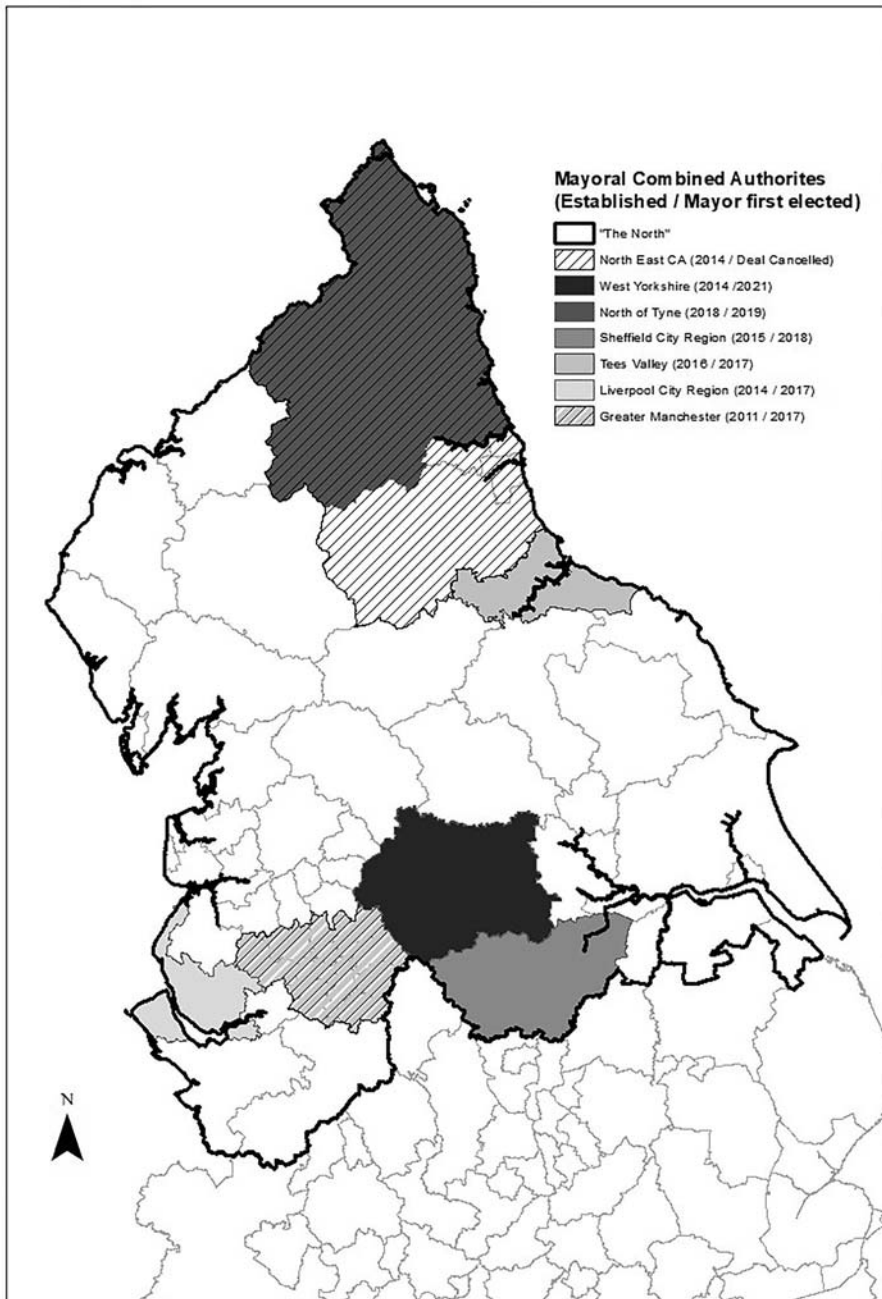 Mayoral Combined Authorites
(Established / Mayor first elected)
"The North"
North East CA (2014 / Deal Cancelled)
West Yorkshire (2014 /2021)
North of Tyne (2018 / 2019)
Sheffield City Region (2015 / 2018)
Tees Valley (2016 / 2017)
Liverpool City Region (2014 / 2017)
Greater Manchester (2011 / 2017)
N